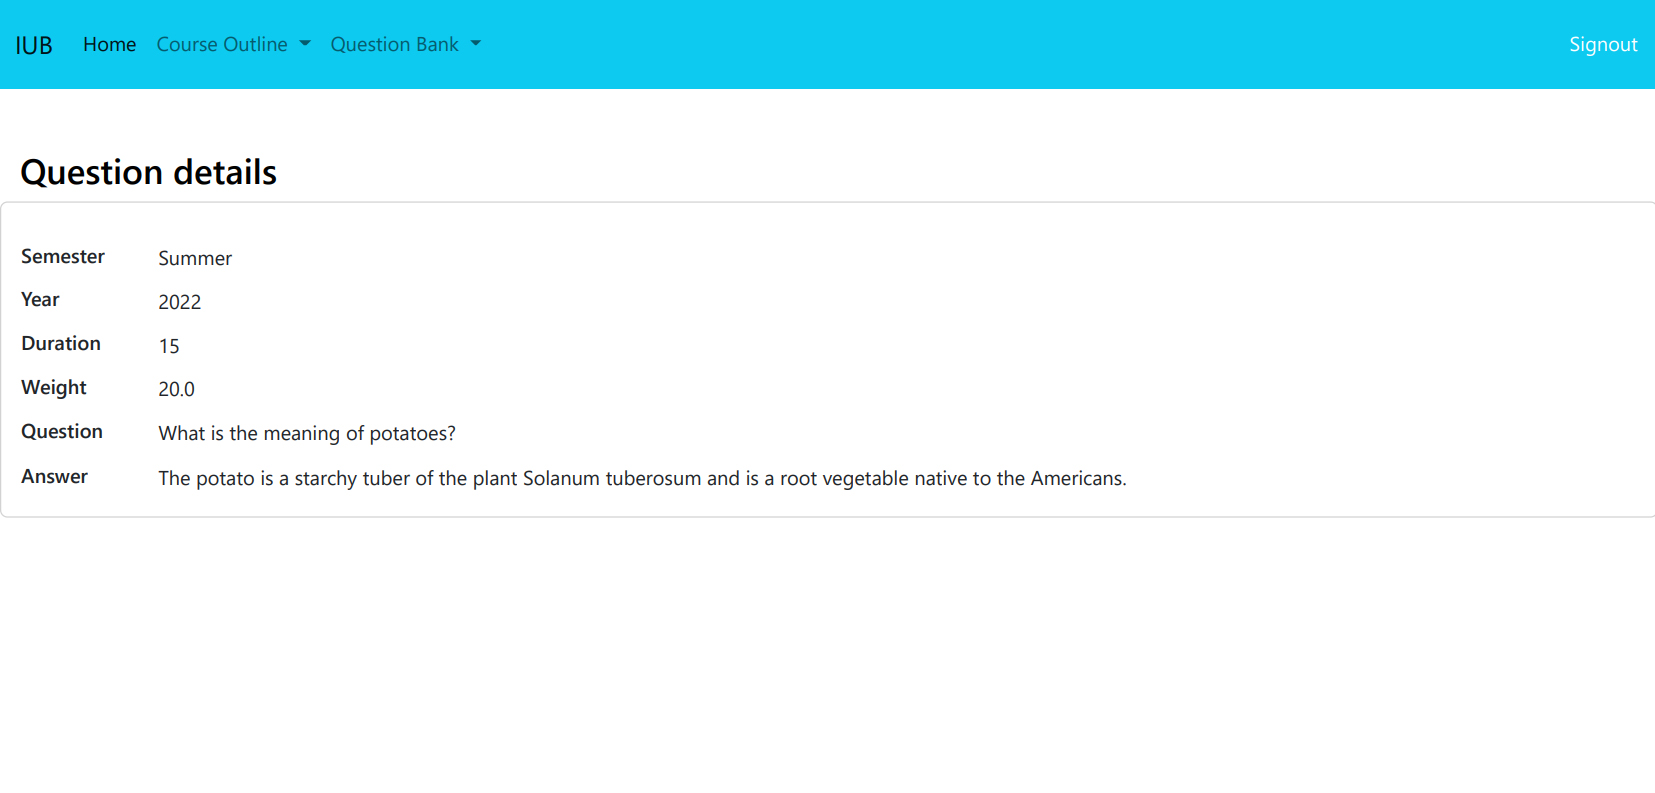 IUB Home Course Outline Question Bank Signout
Question details
Semester Summer
Year 2022
Duration 15
Weight 20.0
Question What is the meaning of potatoes?
Answer The potato is a starchy tuber of the plant Solanum tuberosum and is a root vegetable native to the Americans.